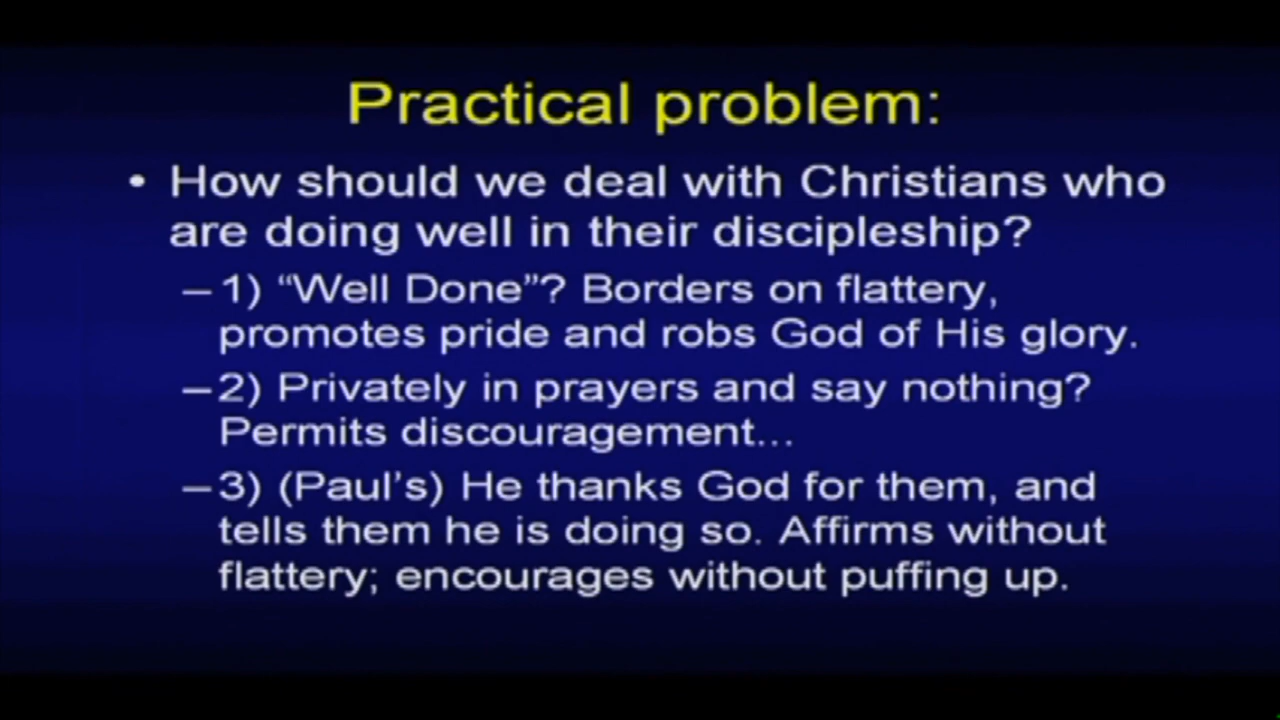 Practical problem:
• How should we deal with Christians who
are doing well in their discipleship?
– 1) “Well Done”? Borders on flattery,
promotes pride and robs God of His glory.
– 2) Privately in prayers and say nothing?
Permits discouragement...
– 3) (Paul’s) He thanks God for them, and
tells them he is doing so. Affirms without
flattery; encourages without puffing up.